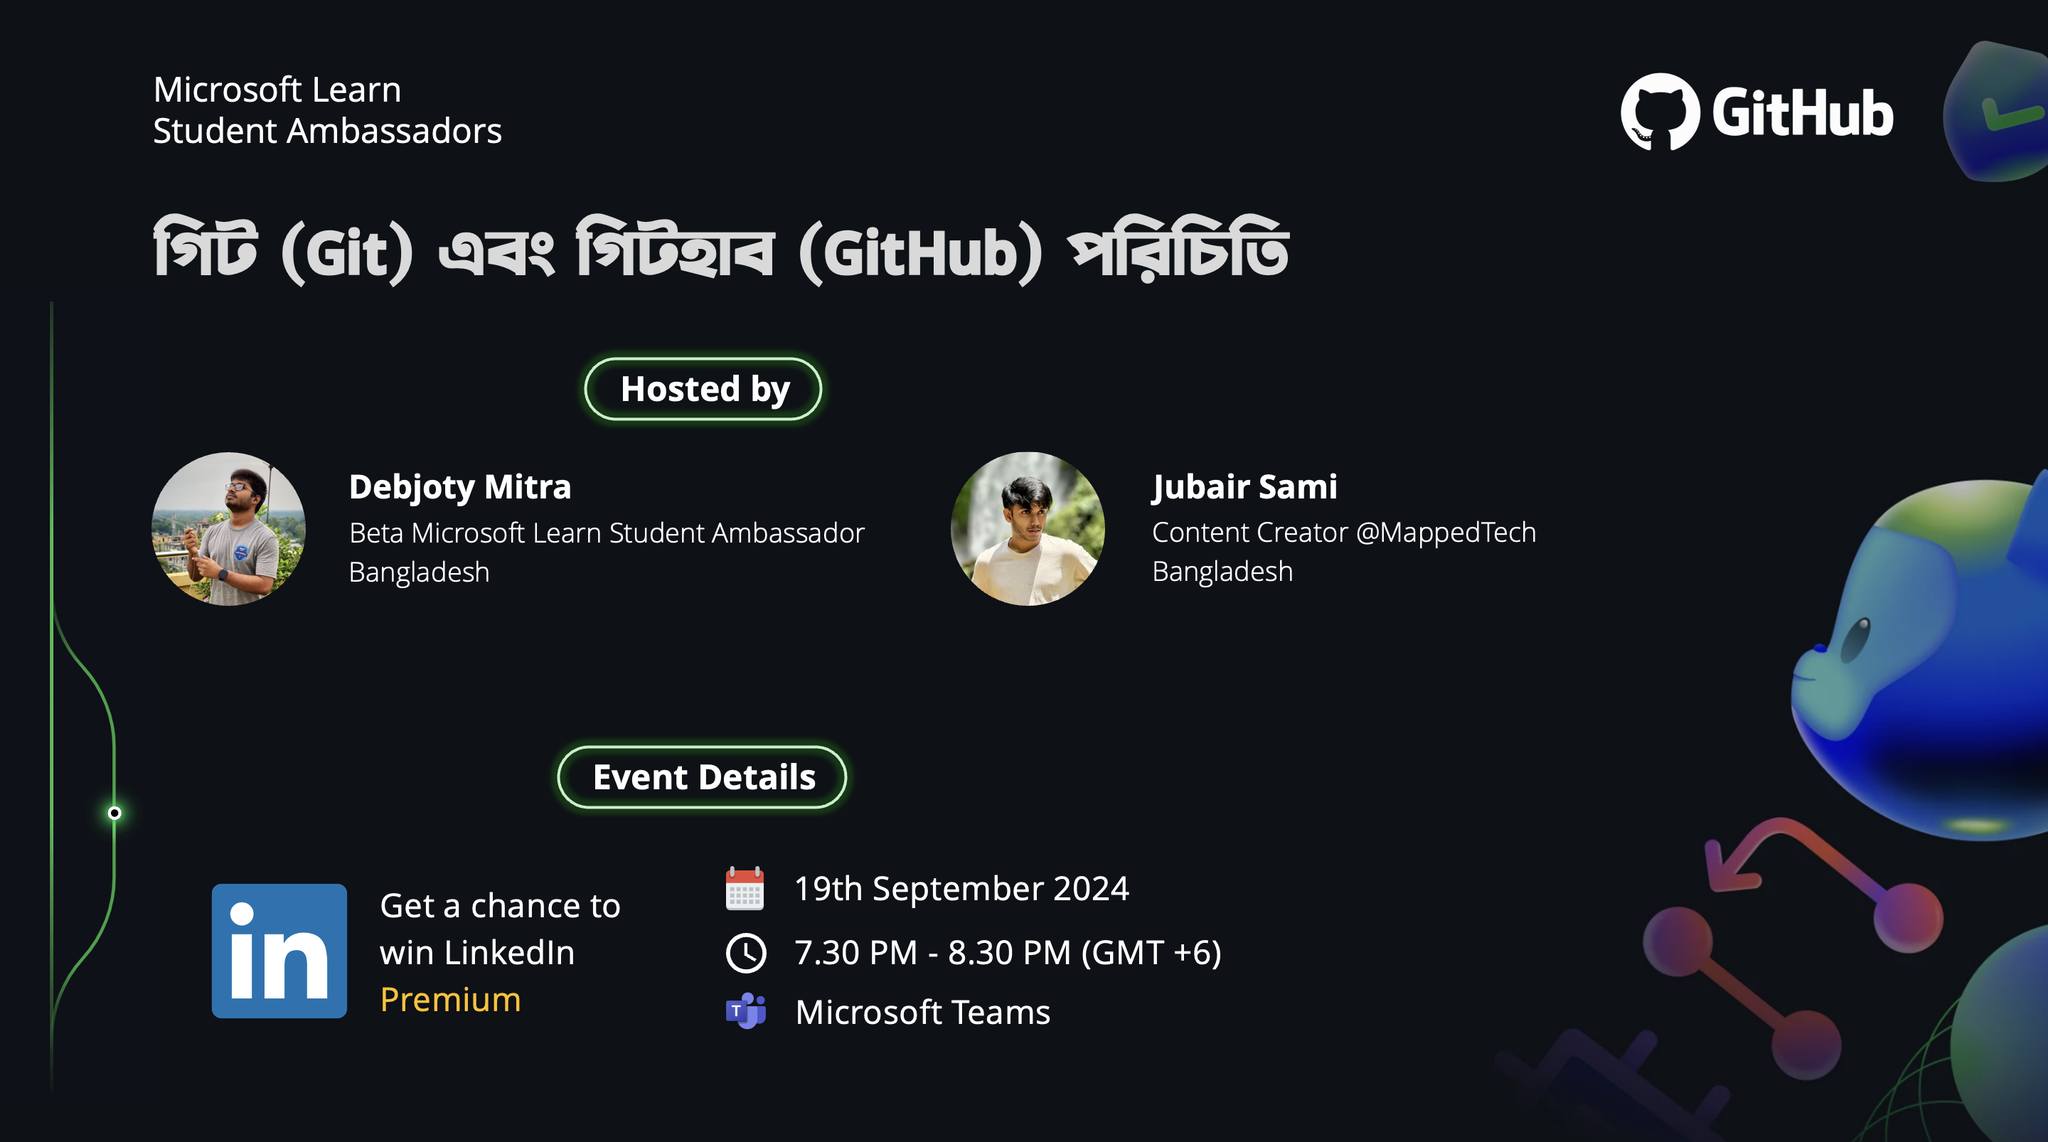 Microsoft Learn
Student Ambassadors
GitHub
গিট (Git) এবং গিটহাব (GitHub) পরিচিতি
Hosted by
Debjoty Mitra
Beta Microsoft Learn Student Ambassador
Bangladesh
Jubair Sami
Content Creator @MappedTech
Bangladesh
Event Details
in
Get a chance to
win LinkedIn
Premium
19th September 2024
7.30 PM - 8.30 PM (GMT +6)
T
Microsoft Teams